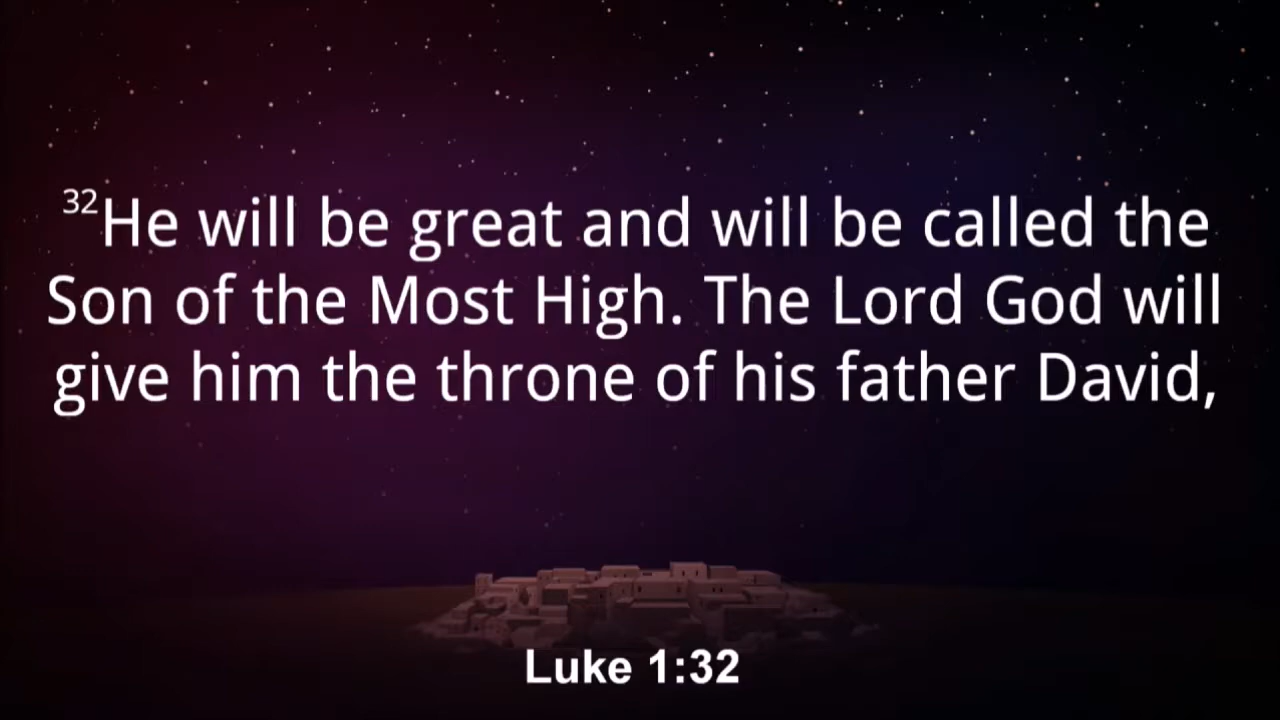 32He will be great and will be called the
Son of the Most High. The Lord God will
give him the throne of his father David,
Luke 1:32